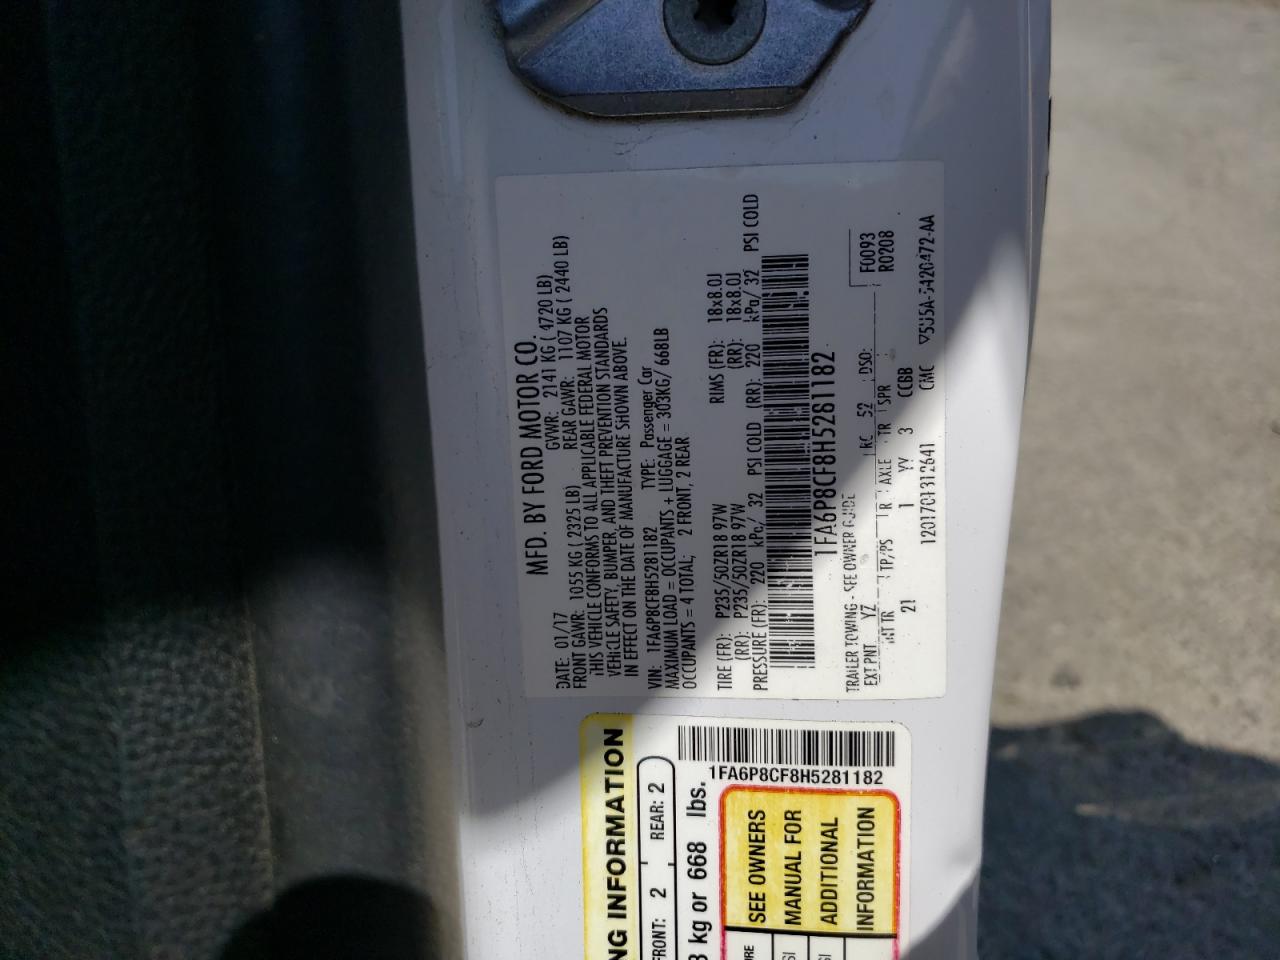 MFD. BY FORD MOTOR CO.
DATE: 01/17 GVWR: 2141 KG ( 4720 LB)
FRONT GAWR: 1055 KG ( 2325 LB) REAR GAWR: 1107 KG ( 2440 LB)
THIS VEHICLE CONFORMS TO ALL APPLICABLE FEDERAL MOTOR
VEHICLE SAFETY, BUMPER, AND THEFT PREVENTION STANDARDS
IN EFFECT ON THE DATE OF MANUFACTURE SHOWN ABOVE.
VIN: 1FA6P8CF8H5281182 TYPE: Passenger Car
MAXIMUM LOAD = OCCUPANTS + LUGGAGE = 303KG/ 668LB
OCCUPANTS = 4 TOTAL; 2 FRONT, 2 REAR
TIRE (FR): P235/50ZR18 97W RIMS (FR): 18x8.0J
(RR): P235/50ZR18 97W (RR): 18x8.0J
PRESSURE (FR): 220 kPa/ 32 PSI COLD (RR): 220 kPa/ 32 PSI COLD
1FA6P8CF8H5281182
F0093
TRAILER TOWING - SEE OWNER GUIDE R0208
EXT PNT YZ RC 52 DSO:
INT TR TP/PS R AXLE TR SPR
21 1 YY 3 CCBB
CMC
1FA6P8CF8H5281182
NG INFORMATION
FRONT: 2 REAR: 2
3 kg or 668 lbs.
SEE OWNERS
MANUAL FOR
ADDITIONAL
INFORMATION